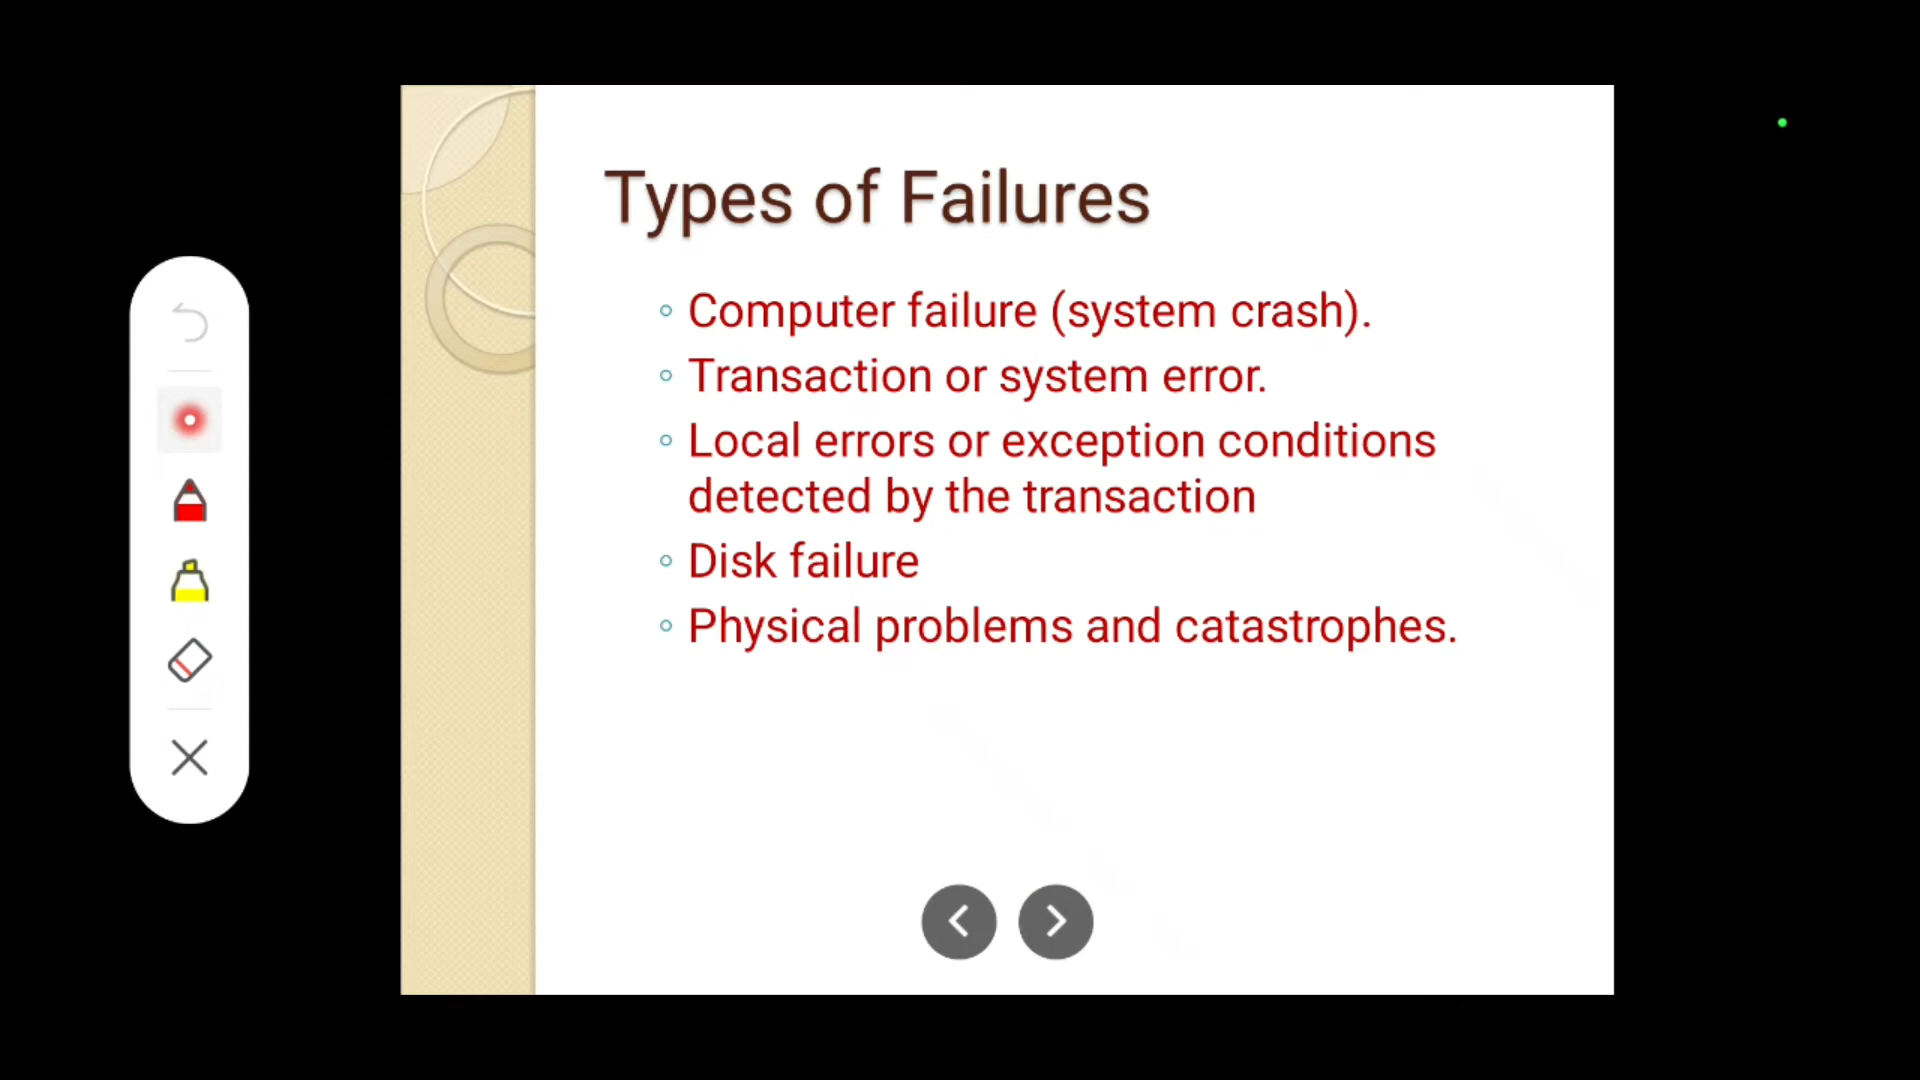 Types of Failures
Computer failure (system crash).
Transaction or system error.
Local errors or exception conditions
detected by the transaction
Disk failure
Physical problems and catastrophes.